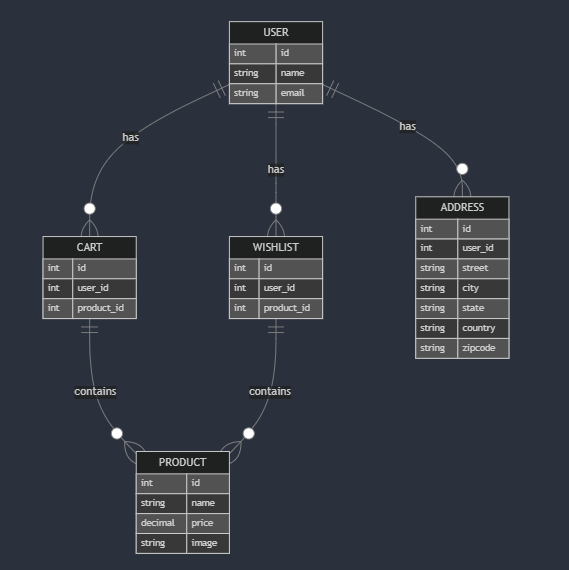 USER
int id
string name
string email
has
has
has
CART
int id
int user_id
int product_id
WISHLIST
int id
int user_id
int product_id
ADDRESS
int id
int user_id
string street
string city
string state
string country
string zipcode
contains
contains
PRODUCT
int id
string name
decimal price
string image